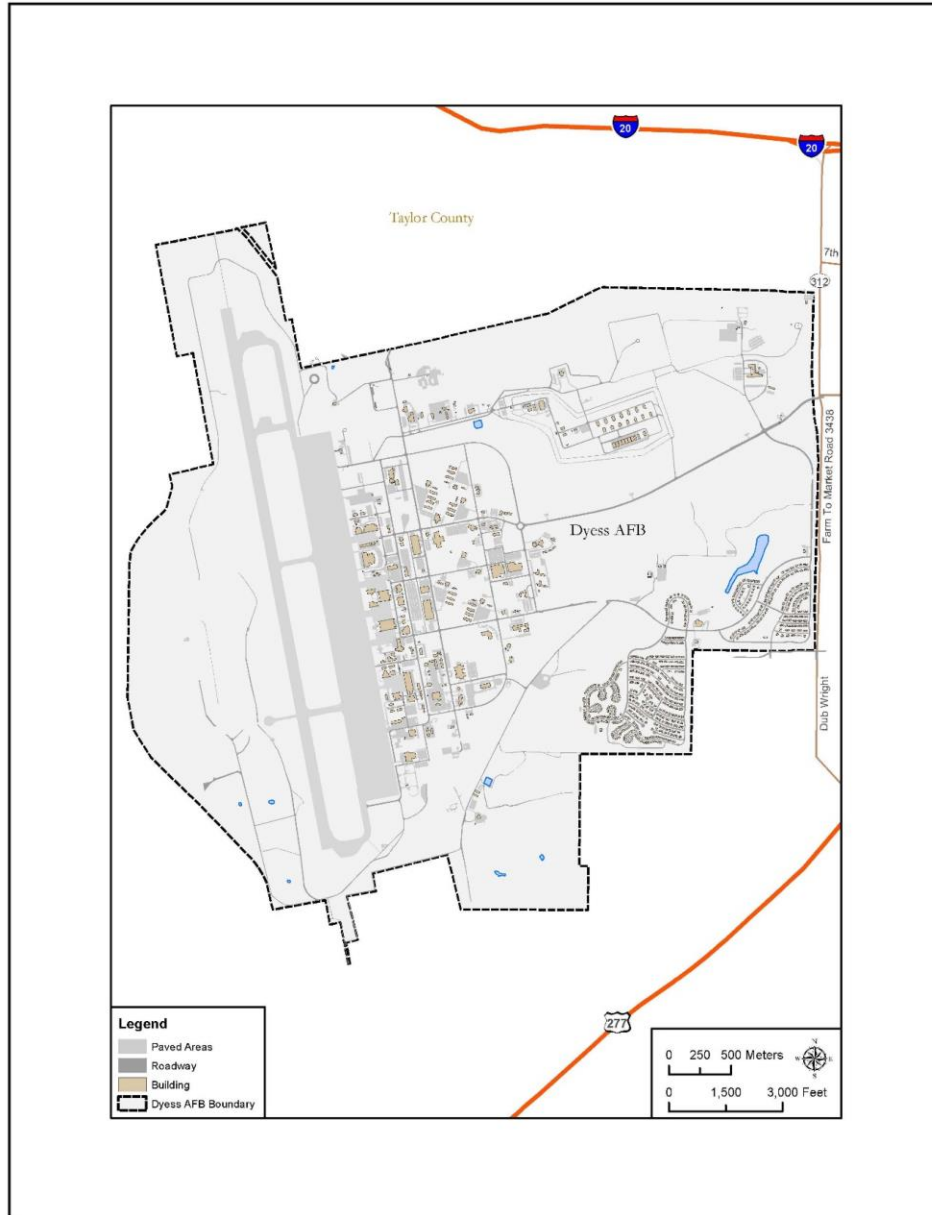 20
20
Taylor County
7th
312
Farm To Market Road 3438
Dyess AFB
Dub Wright
277
Legend
Paved Areas
Roadway
Building
Dyess AFB Boundary
0 250 500 Meters
0 1,500 3,000 Feet